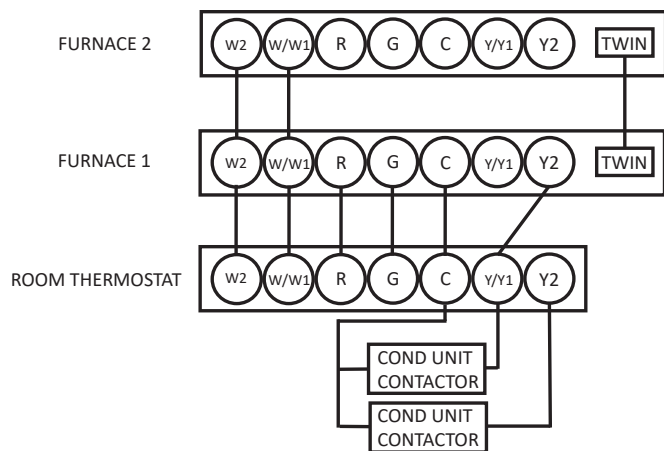 FURNACE 2 W2 W/W1 R G C Y/Y1 Y2 TWIN
FURNACE 1 W2 W/W1 R G C Y/Y1 Y2 TWIN
ROOM THERMOSTAT W2 W/W1 R G C Y/Y1 Y2
COND UNIT
CONTACTOR
COND UNIT
CONTACTOR